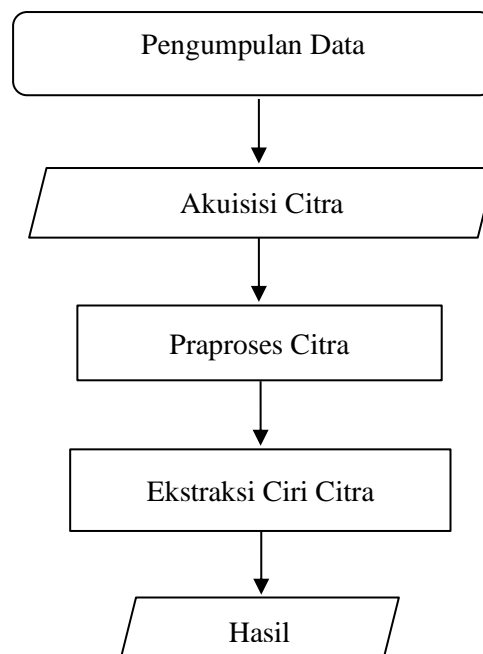 Pengumpulan Data
Akuisisi Citra
Praproses Citra
Ekstraksi Ciri Citra
Hasil